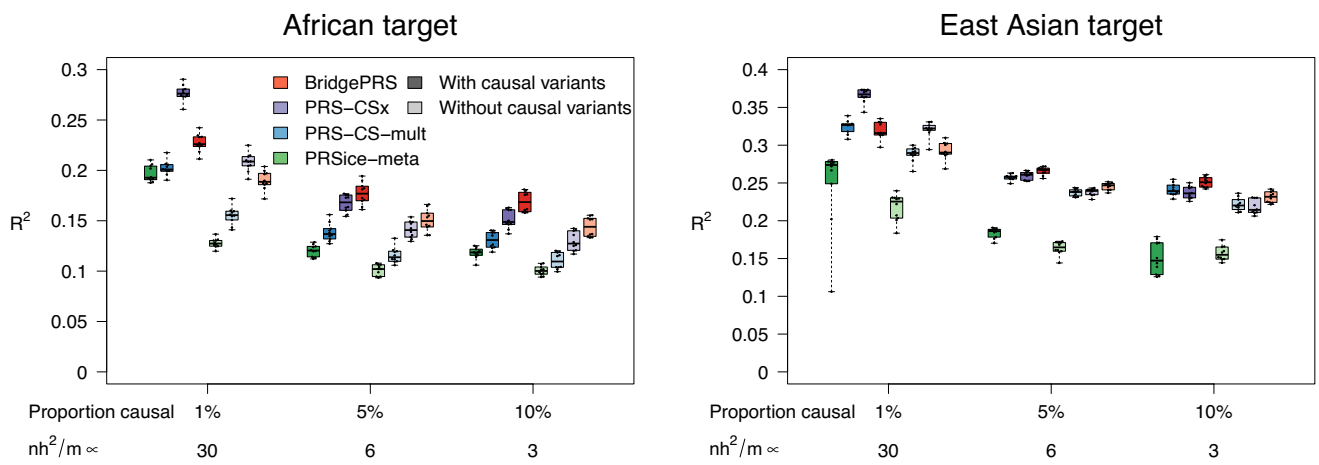 African target
0.3
0.25
0.2
0.15
0.1
0.05
0
R²
BridgePRS
PRS−CSx
PRS−CS−mult
PRSice−meta
With causal variants
Without causal variants
Proportion causal 1% 5% 10%
nh²/m ∝ 30 6 3
East Asian target
0.4
0.35
0.3
0.25
0.2
0.15
0.1
0.05
0
R²
Proportion causal 1% 5% 10%
nh²/m ∝ 30 6 3